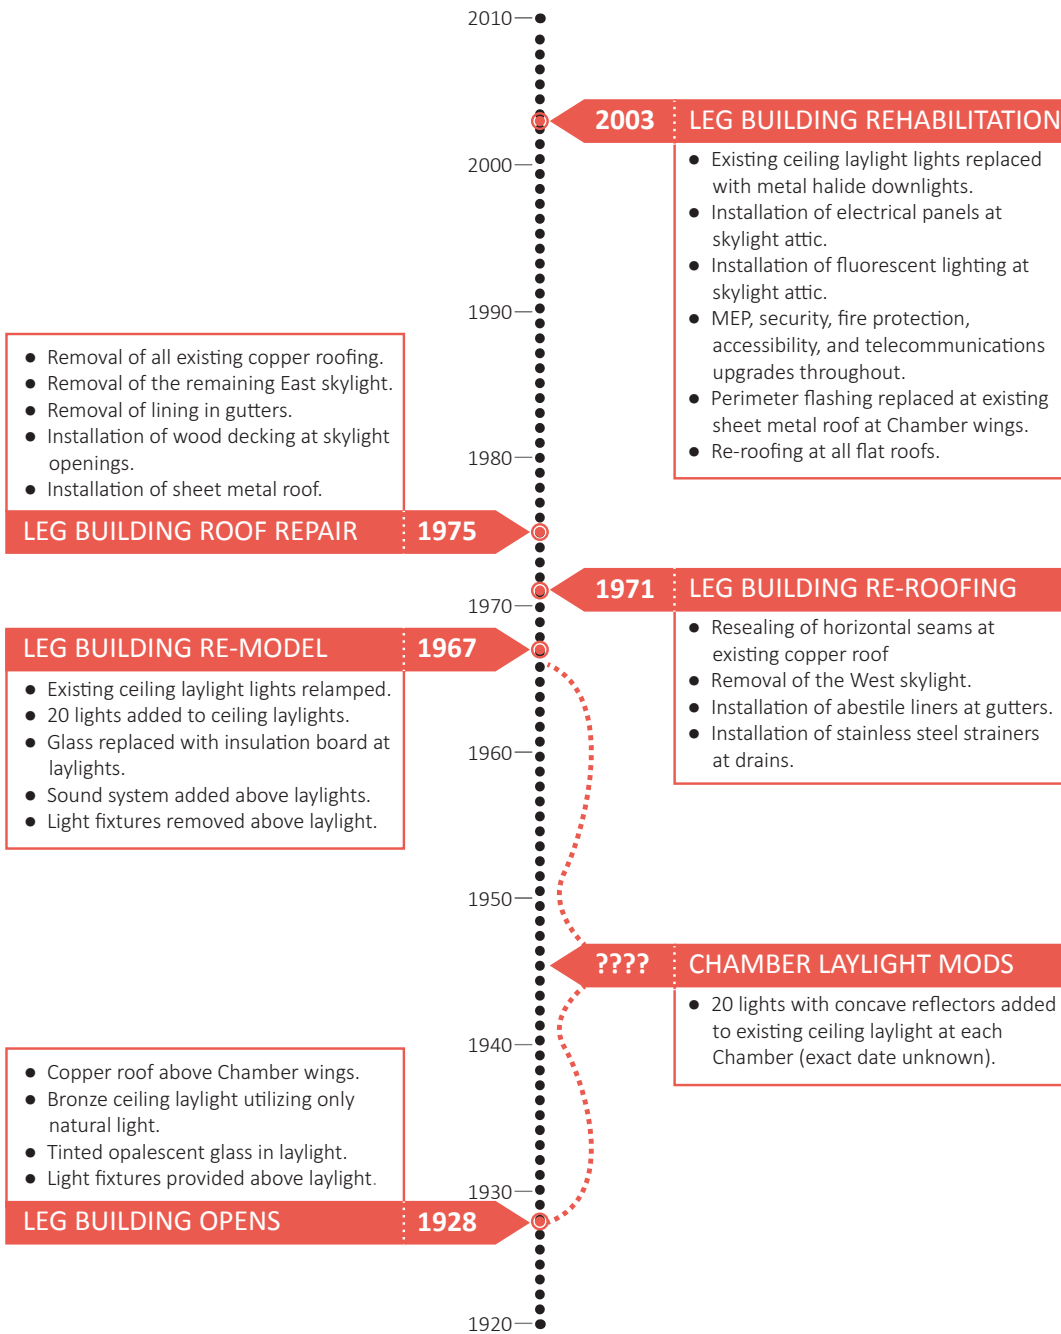 2010
2003 LEG BUILDING REHABILITATION
● Existing ceiling laylight lights replaced
with metal halide downlights.
● Installation of electrical panels at
skylight attic.
● Installation of fluorescent lighting at
skylight attic.
● MEP, security, fire protection,
accessibility, and telecommunications
upgrades throughout.
● Perimeter flashing replaced at existing
sheet metal roof at Chamber wings.
● Re-roofing at all flat roofs.
2000
1990
● Removal of all existing copper roofing.
● Removal of the remaining East skylight.
● Removal of lining in gutters.
● Installation of wood decking at skylight
openings.
● Installation of sheet metal roof.
LEG BUILDING ROOF REPAIR 1975
1980
1971 LEG BUILDING RE-ROOFING
● Resealing of horizontal seams at
existing copper roof
● Removal of the West skylight.
● Installation of abestile liners at gutters.
● Installation of stainless steel strainers
at drains.
1970
LEG BUILDING RE-MODEL 1967
● Existing ceiling laylight lights relamped.
● 20 lights added to ceiling laylights.
● Glass replaced with insulation board at
laylights.
● Sound system added above laylights.
● Light fixtures removed above laylight.
1960
1950
???? CHAMBER LAYLIGHT MODS
● 20 lights with concave reflectors added
to existing ceiling laylight at each
Chamber (exact date unknown).
1940
● Copper roof above Chamber wings.
● Bronze ceiling laylight utilizing only
natural light.
● Tinted opalescent glass in laylight.
● Light fixtures provided above laylight.
1930
LEG BUILDING OPENS 1928
1920